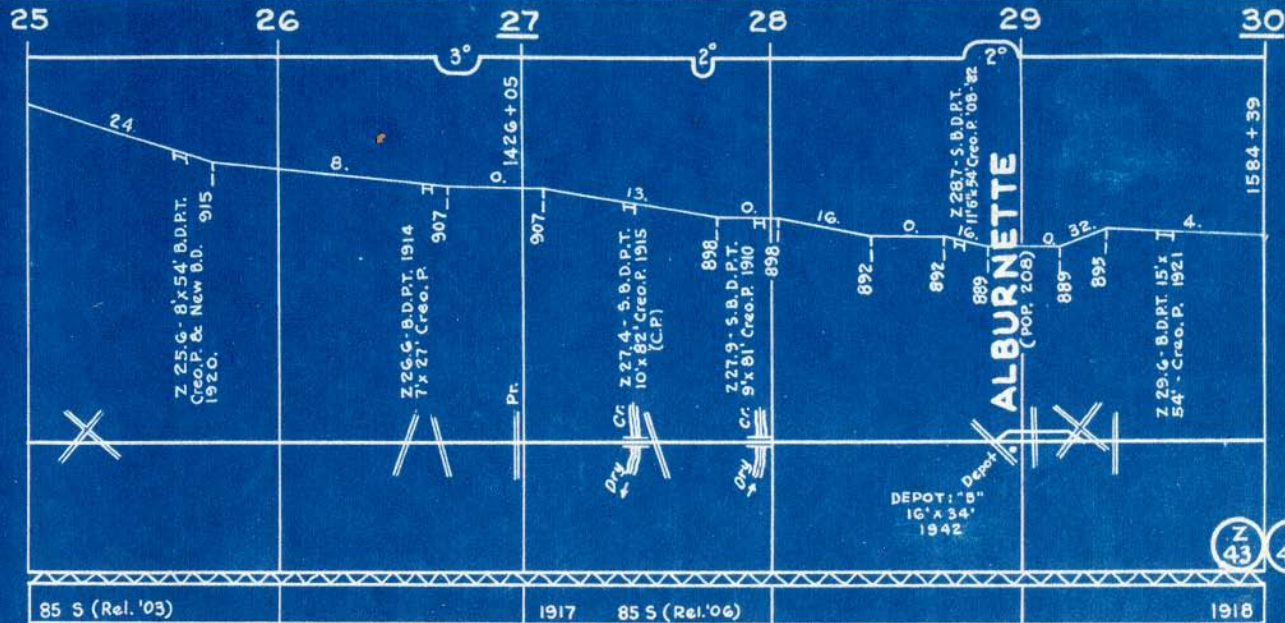 25 26 27 28 29 30
3° 2° 2°
24. 8. 0. 13. 0. 16. 0. 16. 0. 32. 4.
1426 + 05
1584 + 39
915 907 907 898 898 892 892 889 889 895
Z 25.6 - 8' x 54' B.D.P.T.
Creo. P. & New B.D.
1920.
Z 26.6 - B.D.P.T. 1914
7' x 27' Creo. P.
Z 27.4 - S.B.D.P.T.
10' x 82' Creo. P. 1915
(C.P.)
Z 27.9 - S.B. D.P.T.
9' x 81' Creo. P. 1910
Z 28.7 - S.B.D.P.T.
11'6" x 54' Creo. P. '08-'22
ALBURNETTE
(POP. 208)
Z 29.6 - B.D.P.T. 15' x
54' - Creo. P. 1921
Pr.
Dry Cr.
Dry Cr.
Depot
DEPOT: "B"
16' x 34'
1942
Z
43
85 S (Rel. '03) 1917 85 S (Rel. '06) 1918